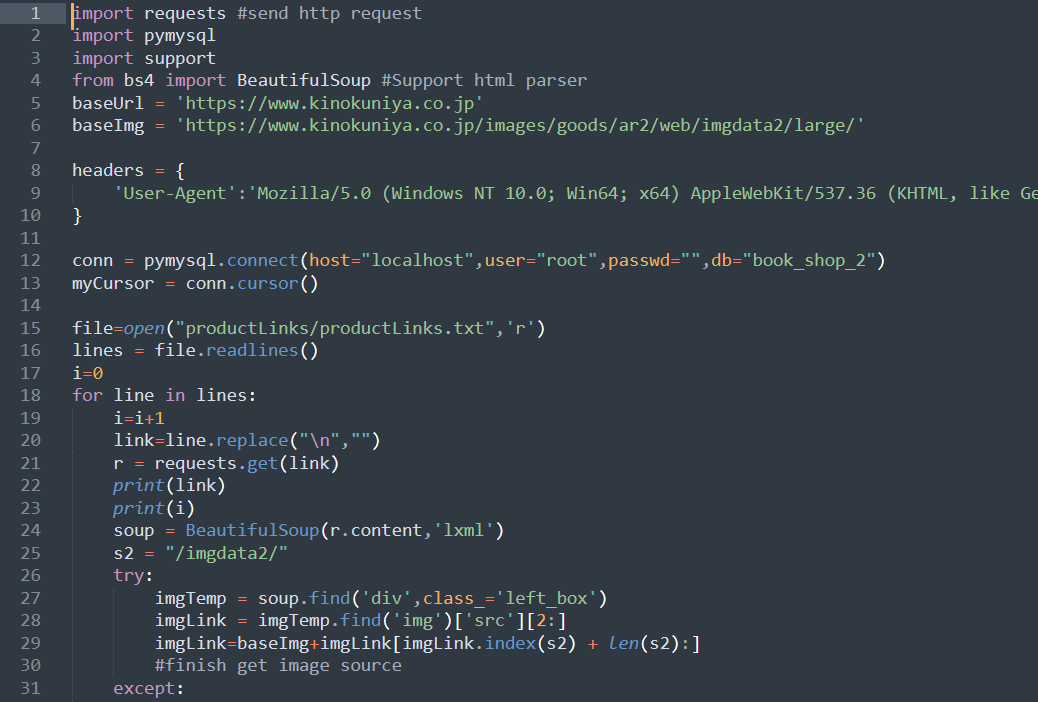 1 import requests #send http request
2 import pymysql
3 import support
4 from bs4 import BeautifulSoup #Support html parser
5 baseUrl = 'https://www.kinokuniya.co.jp'
6 baseImg = 'https://www.kinokuniya.co.jp/images/goods/ar2/web/imgdata2/large/'
7
8 headers = {
9     'User-Agent':'Mozilla/5.0 (Windows NT 10.0; Win64; x64) AppleWebKit/537.36 (KHTML, like Ge
10 }
11
12 conn = pymysql.connect(host="localhost",user="root",passwd="",db="book_shop_2")
13 myCursor = conn.cursor()
14
15 file=open("productLinks/productLinks.txt",'r')
16 lines = file.readlines()
17 i=0
18 for line in lines:
19     i=i+1
20     link=line.replace("\n","")
21     r = requests.get(link)
22     print(link)
23     print(i)
24     soup = BeautifulSoup(r.content,'lxml')
25     s2 = "/imgdata2/"
26     try:
27         imgTemp = soup.find('div',class_='left_box')
28         imgLink = imgTemp.find('img')['src'][2:]
29         imgLink=baseImg+imgLink[imgLink.index(s2) + len(s2):]
30         #finish get image source
31     except: